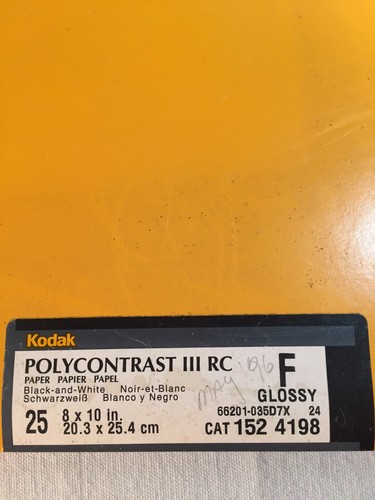 Kodak
POLYCONTRAST III RC F
PAPER PAPIER PAPEL
Black-and-White Noir-et-Blanc
Schwarzweiß Blanco y Negro
MAY '96
GLOSSY
25 8 x 10 in. 66201-035D7X 24
20.3 x 25.4 cm CAT 152 4198